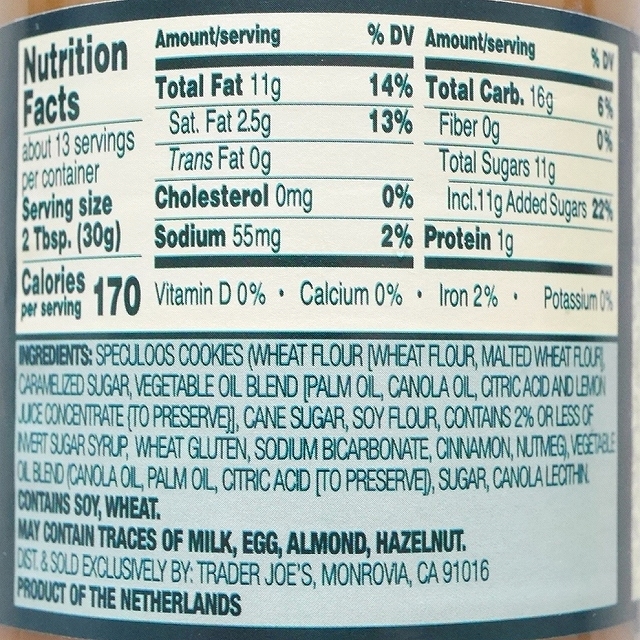 Nutrition
Facts
about 13 servings
per container
Serving size
2 Tbsp. (30g)
Calories
per serving 170
Amount/serving % DV
Total Fat 11g 14%
Sat. Fat 2.5g 13%
Trans Fat 0g
Cholesterol 0mg 0%
Sodium 55mg 2%
Amount/serving % DV
Total Carb. 16g 6%
Fiber 0g 0%
Total Sugars 11g
Incl. 11g Added Sugars 22%
Protein 1g
Vitamin D 0% • Calcium 0% • Iron 2% • Potassium 0%
INGREDIENTS: SPECULOOS COOKIES (WHEAT FLOUR [WHEAT FLOUR, MALTED WHEAT FLOUR],
CARAMELIZED SUGAR, VEGETABLE OIL BLEND [PALM OIL, CANOLA OIL, CITRIC ACID AND LEMON
JUICE CONCENTRATE {TO PRESERVE}], CANE SUGAR, SOY FLOUR, CONTAINS 2% OR LESS OF
INVERT SUGAR SYRUP, WHEAT GLUTEN, SODIUM BICARBONATE, CINNAMON, NUTMEG), VEGETABLE
OIL BLEND (CANOLA OIL, PALM OIL, CITRIC ACID [TO PRESERVE]), SUGAR, CANOLA LECITHIN.
CONTAINS SOY, WHEAT.
MAY CONTAIN TRACES OF MILK, EGG, ALMOND, HAZELNUT.
DIST. & SOLD EXCLUSIVELY BY: TRADER JOE'S, MONROVIA, CA 91016
PRODUCT OF THE NETHERLANDS